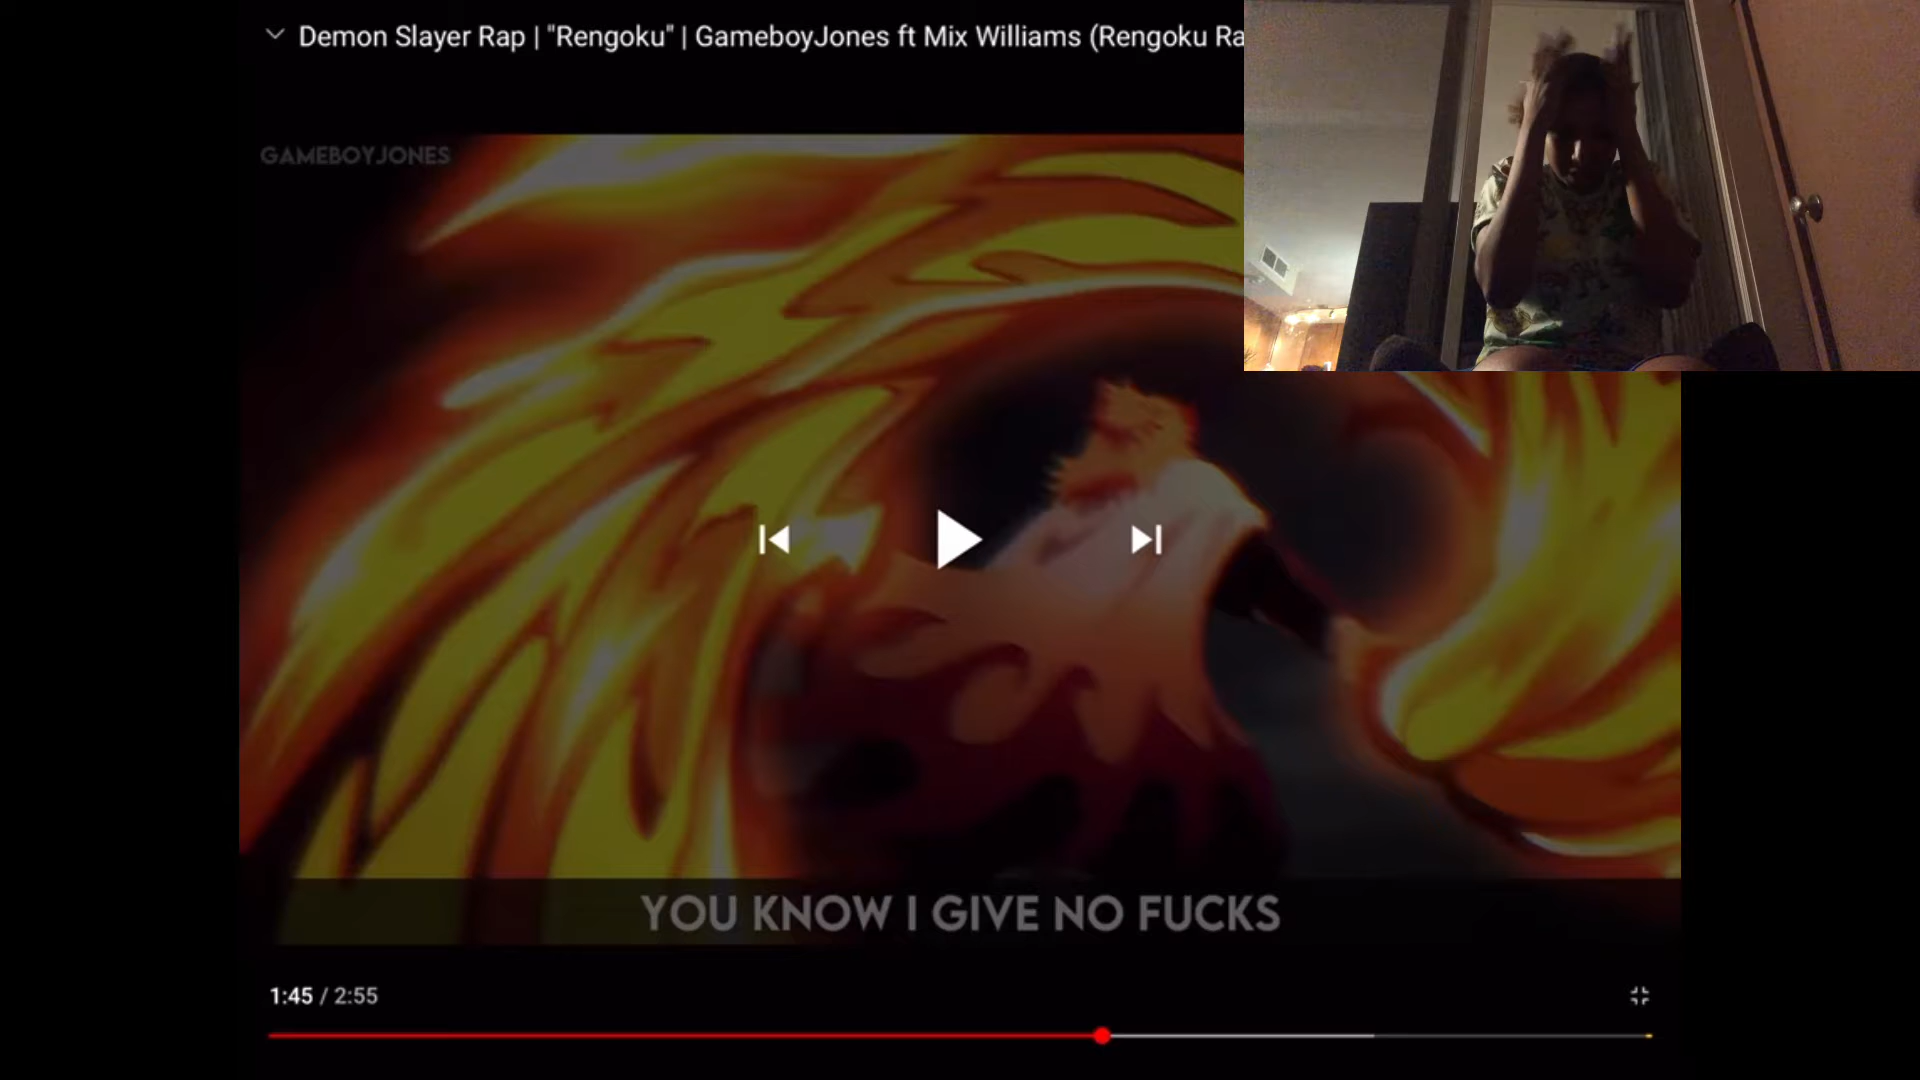 Demon Slayer Rap | "Rengoku" | GameboyJones ft Mix Williams (Rengoku Ra
GAMEBOYJONES
YOU KNOW I GIVE NO FUCKS
1:45 / 2:55